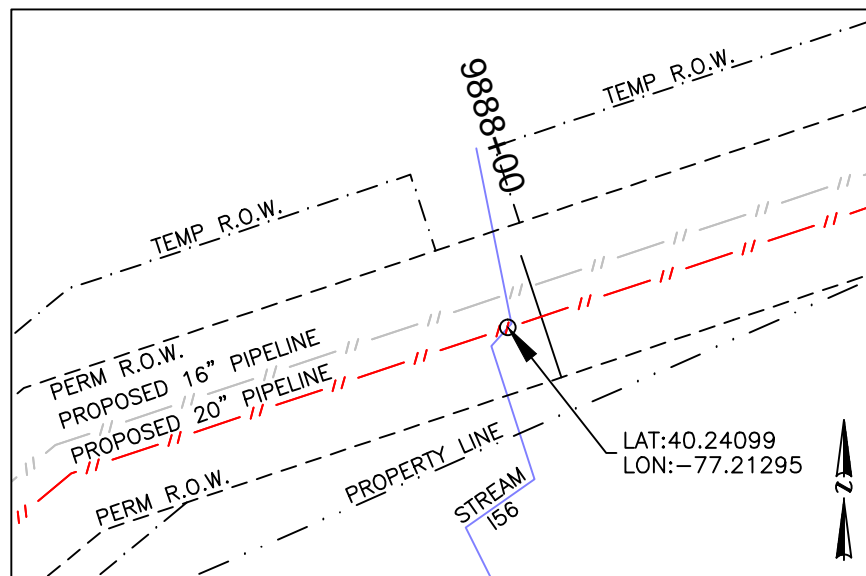 TEMP R.O.W.
9888+00
TEMP R.O.W.
PERM R.O.W.
PROPOSED 16” PIPELINE
PROPOSED 20” PIPELINE
PERM R.O.W.
PROPERTY LINE
STREAM
I56
LAT:40.24099
LON:-77.21295
N